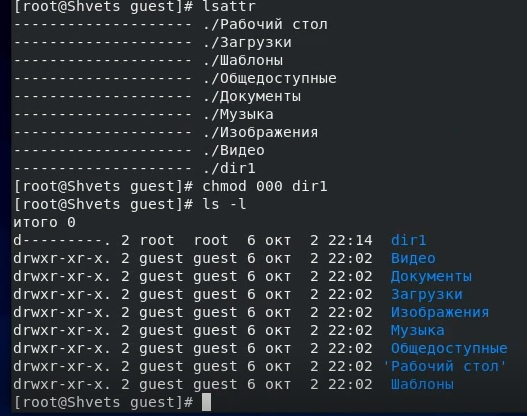 [root@Shvets guest]# lsattr
-------------------- ./Рабочий стол
-------------------- ./Загрузки
-------------------- ./Шаблоны
-------------------- ./Общедоступные
-------------------- ./Документы
-------------------- ./Музыка
-------------------- ./Изображения
-------------------- ./Видео
-------------------- ./dir1
[root@Shvets guest]# chmod 000 dir1
[root@Shvets guest]# ls -l
итого 0
d---------. 2 root  root  6 окт  2 22:14  dir1
drwxr-xr-x. 2 guest guest 6 окт  2 22:02  Видео
drwxr-xr-x. 2 guest guest 6 окт  2 22:02  Документы
drwxr-xr-x. 2 guest guest 6 окт  2 22:02  Загрузки
drwxr-xr-x. 2 guest guest 6 окт  2 22:02  Изображения
drwxr-xr-x. 2 guest guest 6 окт  2 22:02  Музыка
drwxr-xr-x. 2 guest guest 6 окт  2 22:02  Общедоступные
drwxr-xr-x. 2 guest guest 6 окт  2 22:02 'Рабочий стол'
drwxr-xr-x. 2 guest guest 6 окт  2 22:02  Шаблоны
[root@Shvets guest]#